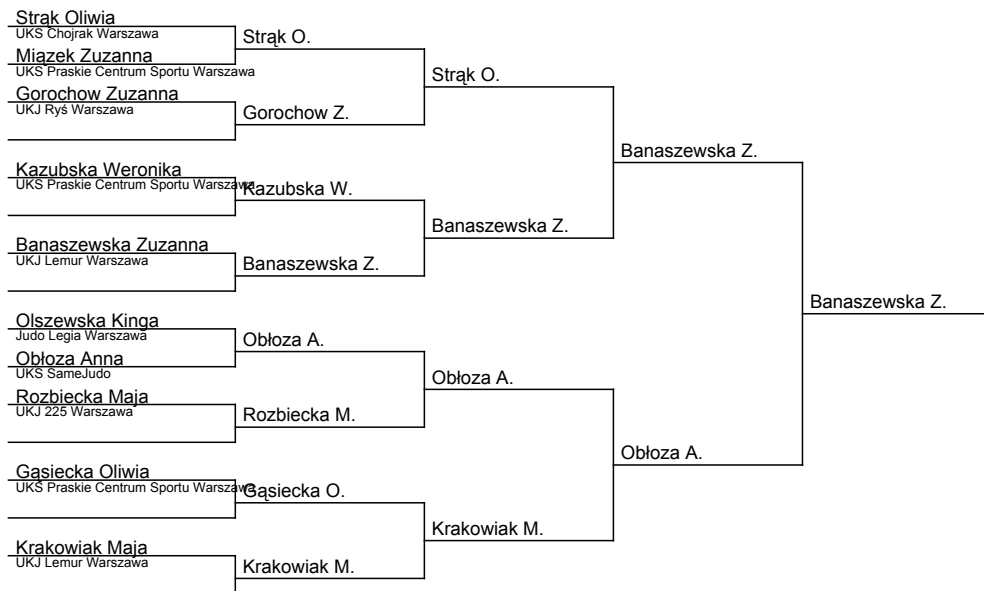 Strąk Oliwia
UKS Chojrak Warszawa
Miązek Zuzanna
UKS Praskie Centrum Sportu Warszawa
Gorochow Zuzanna
UKJ Ryś Warszawa
Kazubska Weronika
UKS Praskie Centrum Sportu Warszawa
Banaszewska Zuzanna
UKJ Lemur Warszawa
Olszewska Kinga
Judo Legia Warszawa
Obłoza Anna
UKS SameJudo
Rozbiecka Maja
UKJ 225 Warszawa
Gąsiecka Oliwia
UKS Praskie Centrum Sportu Warszawa
Krakowiak Maja
UKJ Lemur Warszawa
Strąk O.
Gorochow Z.
Kazubska W.
Banaszewska Z.
Obłoza A.
Rozbiecka M.
Gąsiecka O.
Krakowiak M.
Strąk O.
Banaszewska Z.
Obłoza A.
Krakowiak M.
Banaszewska Z.
Obłoza A.
Banaszewska Z.